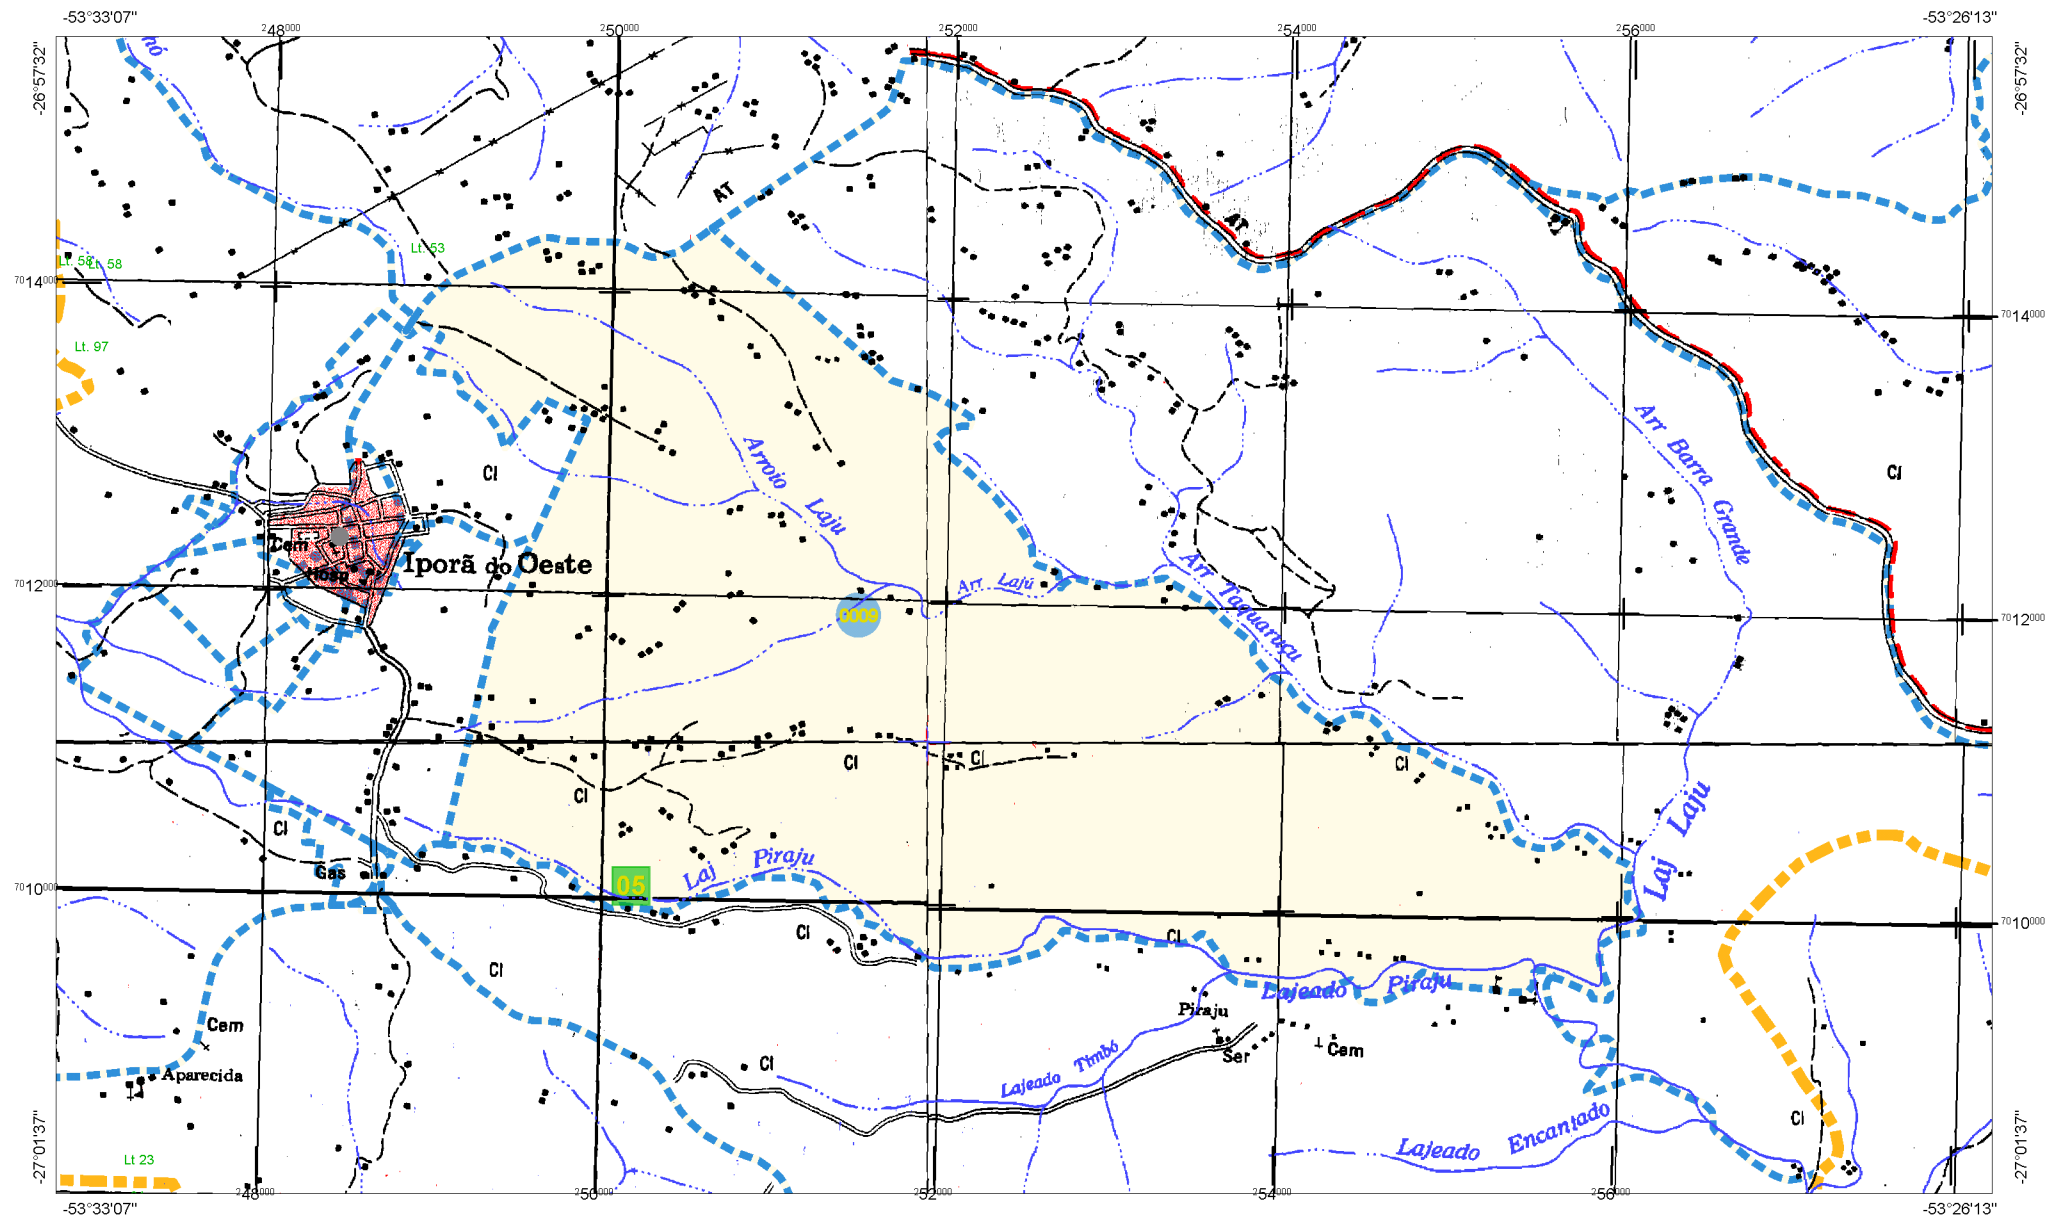 -53°33'07"
-53°26'13"
248000
250000
252000
254000
256000
-26°57'32"
-26°57'32"
hó
AT
AT
Lt. 53
Lt. 58
Lt. 58
7014000
7014000
Lt. 97
Arroio Laju
Arr Barra Grande
Cl
Cl
Cem
Hosp
Iporã do Oeste
Arr Lajú
Arr Taquaruçu
7012000
7012000
0009
Cl
Cl
Cl
Cl
Cl
Laj Laju
Gas
Laj Piraju
05
7010000
7010000
Cl
Cl
Cl
Lajeado Piraju
Piraju
Cem
Ser
Cem
Aparecida
Cl
Lajeado Timbó
Cl
Lajeado Encantado
Lt 23
-27°01'37"
-27°01'37"
248000
250000
252000
254000
256000
-53°33'07"
-53°26'13"